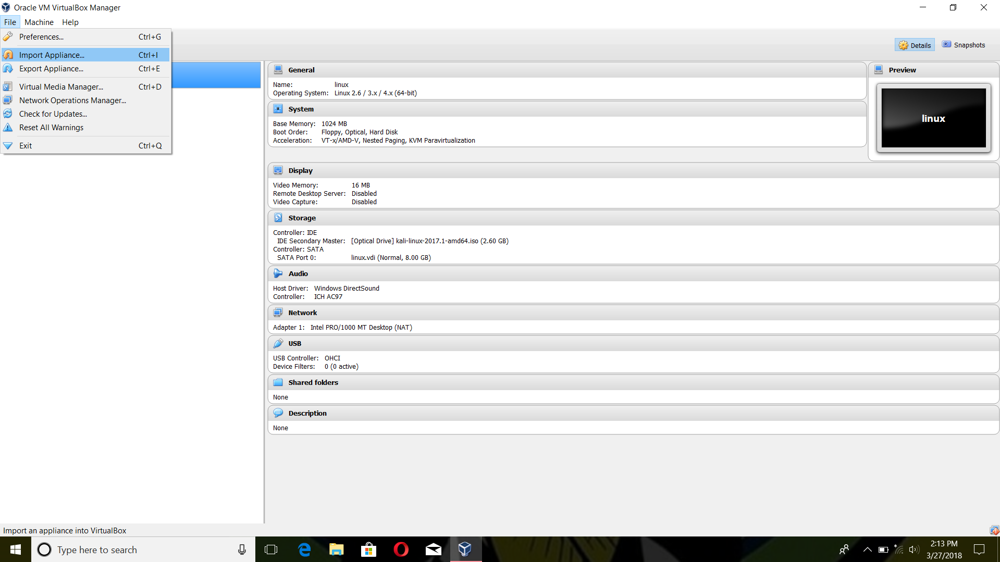 Oracle VM VirtualBox Manager
File Machine Help
Preferences... Ctrl+G
Import Appliance... Ctrl+I
Export Appliance... Ctrl+E
Virtual Media Manager... Ctrl+D
Network Operations Manager...
Check for Updates...
Reset All Warnings
Exit Ctrl+Q
Details Snapshots
General
Name: linux
Operating System: Linux 2.6 / 3.x / 4.x (64-bit)
System
Base Memory: 1024 MB
Boot Order: Floppy, Optical, Hard Disk
Acceleration: VT-x/AMD-V, Nested Paging, KVM Paravirtualization
Preview
linux
Display
Video Memory: 16 MB
Remote Desktop Server: Disabled
Video Capture: Disabled
Storage
Controller: IDE
IDE Secondary Master: [Optical Drive] kali-linux-2017.1-amd64.iso (2.60 GB)
Controller: SATA
SATA Port 0: linux.vdi (Normal, 8.00 GB)
Audio
Host Driver: Windows DirectSound
Controller: ICH AC97
Network
Adapter 1: Intel PRO/1000 MT Desktop (NAT)
USB
USB Controller: OHCI
Device Filters: 0 (0 active)
Shared folders
None
Description
None
Import an appliance into VirtualBox
Type here to search
2:13 PM
3/27/2018